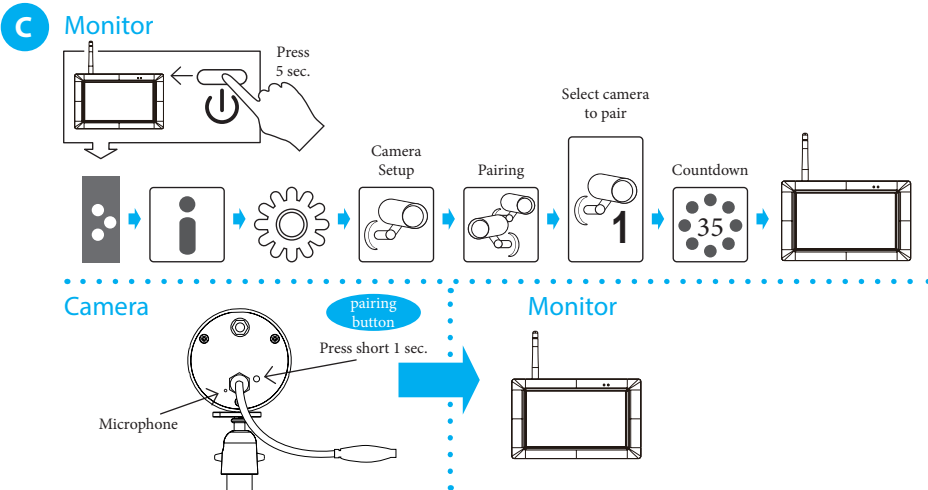 C
Monitor
Press
5 sec.
Select camera
to pair
Camera
Setup
Pairing
Countdown
1
35
Camera
pairing
button
Press short 1 sec.
Microphone
Monitor